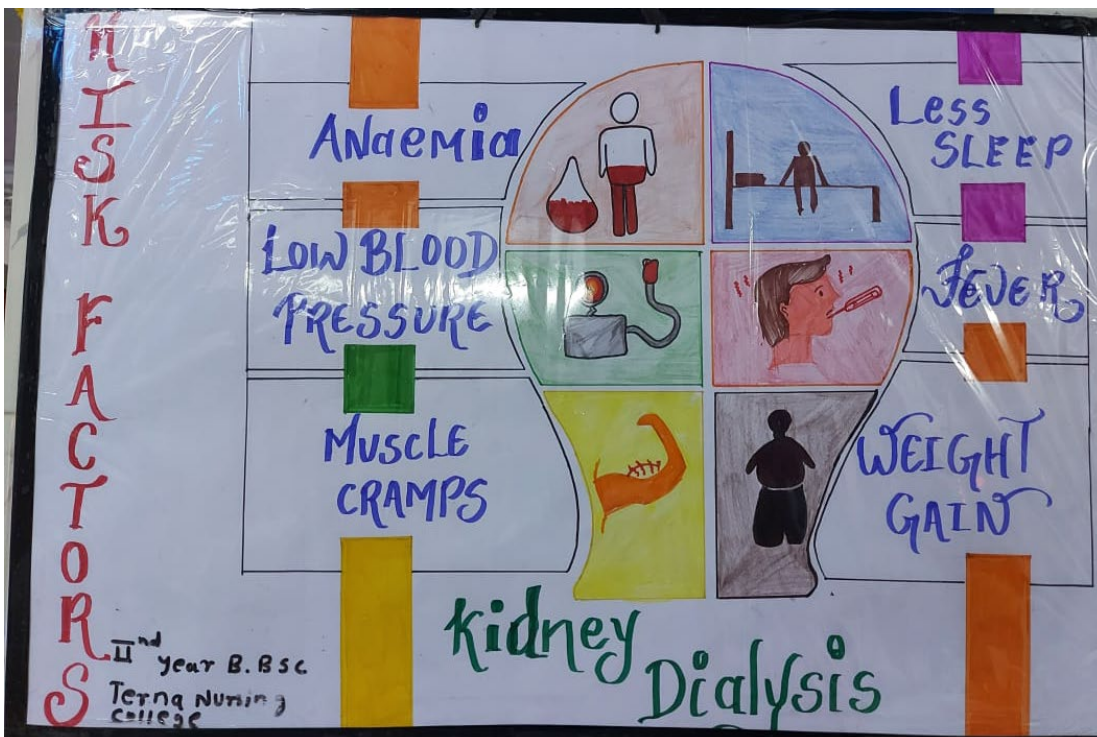 RISK FACTORS
Anaemia
LOW BLOOD
PRESSURE
MUSCLE
CRAMPS
Less
SLEEP
FEVER
WEIGHT
GAIN
Kidney
Dialysis
IInd year B.BSC
Terna Nursing
College